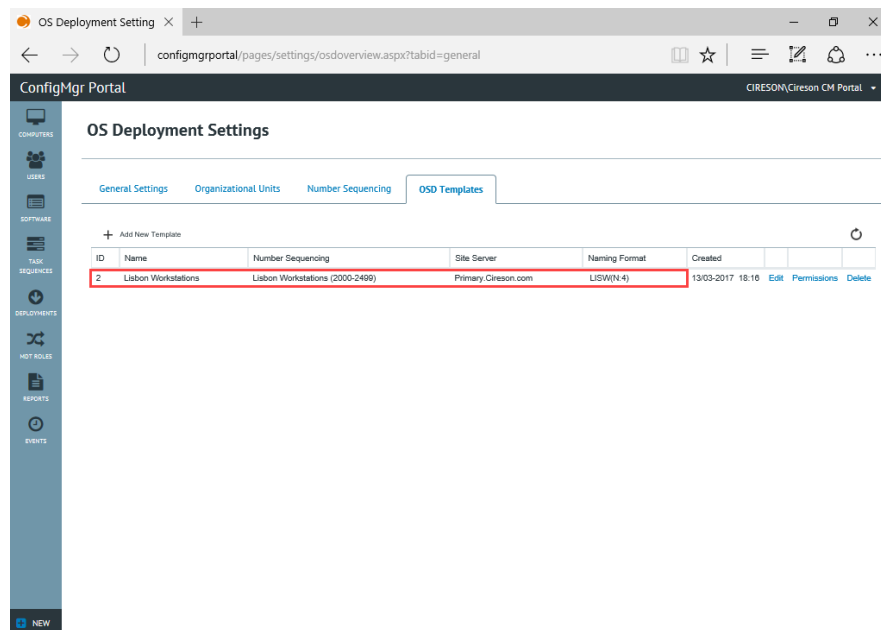 OS Deployment Setting
configmgrportal/pages/settings/osdoverview.aspx?tabid=general
ConfigMgr Portal
CIRESON\Cireson CM Portal
COMPUTERS
USERS
SOFTWARE
TASK
SEQUENCES
DEPLOYMENTS
MDT ROLES
REPORTS
EVENTS
NEW
OS Deployment Settings
General Settings Organizational Units Number Sequencing OSD Templates
Add New Template
ID Name Number Sequencing Site Server Naming Format Created
2 Lisbon Workstations Lisbon Workstations (2000-2499) Primary.Cireson.com LISW(N:4) 13/03-2017 18:16 Edit Permissions Delete